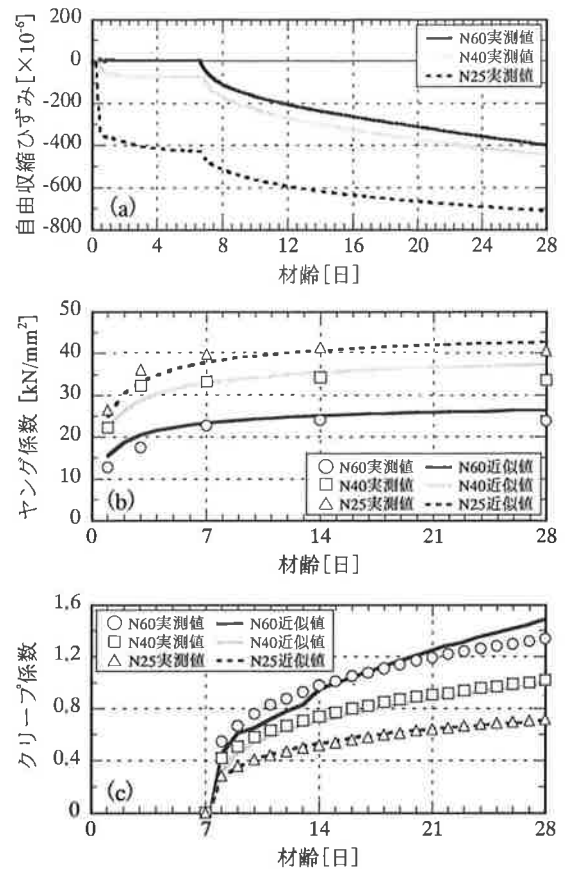 自由収縮ひずみ[×10⁻⁶]
200
0
-200
-400
-600
-800
N60実測値
N40実測値
N25実測値
(a)
0 4 8 12 16 20 24 28
材齢[日]
ヤング係数 [kN/mm²]
50
40
30
20
10
0
N60実測値 N60近似値
N40実測値 N40近似値
N25実測値 N25近似値
(b)
0 7 14 21 28
材齢[日]
クリープ係数
1.6
1.2
0.8
0.4
0
N60実測値 N60近似値
N40実測値 N40近似値
N25実測値 N25近似値
(c)
0 7 14 21 28
材齢[日]